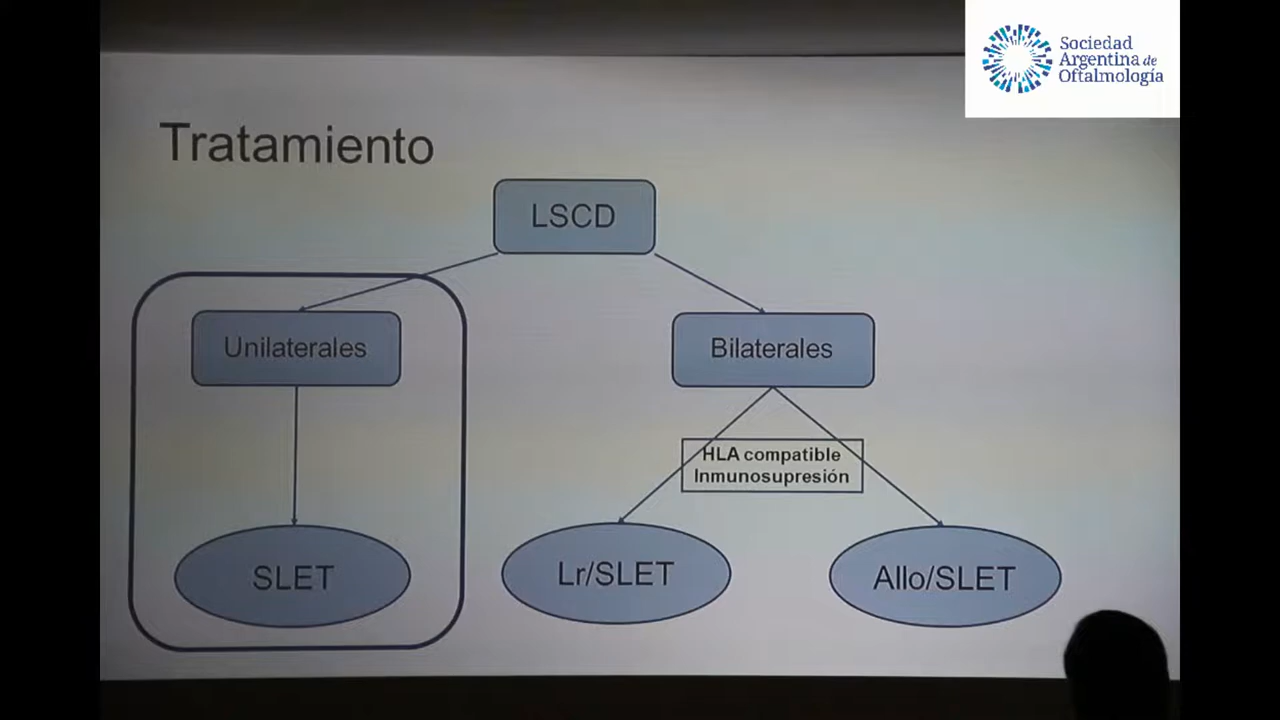 Sociedad
Argentina de
Oftalmología
Tratamiento
LSCD
Unilaterales
Bilaterales
HLA compatible
Inmunosupresión
SLET
Lr/SLET
Allo/SLET